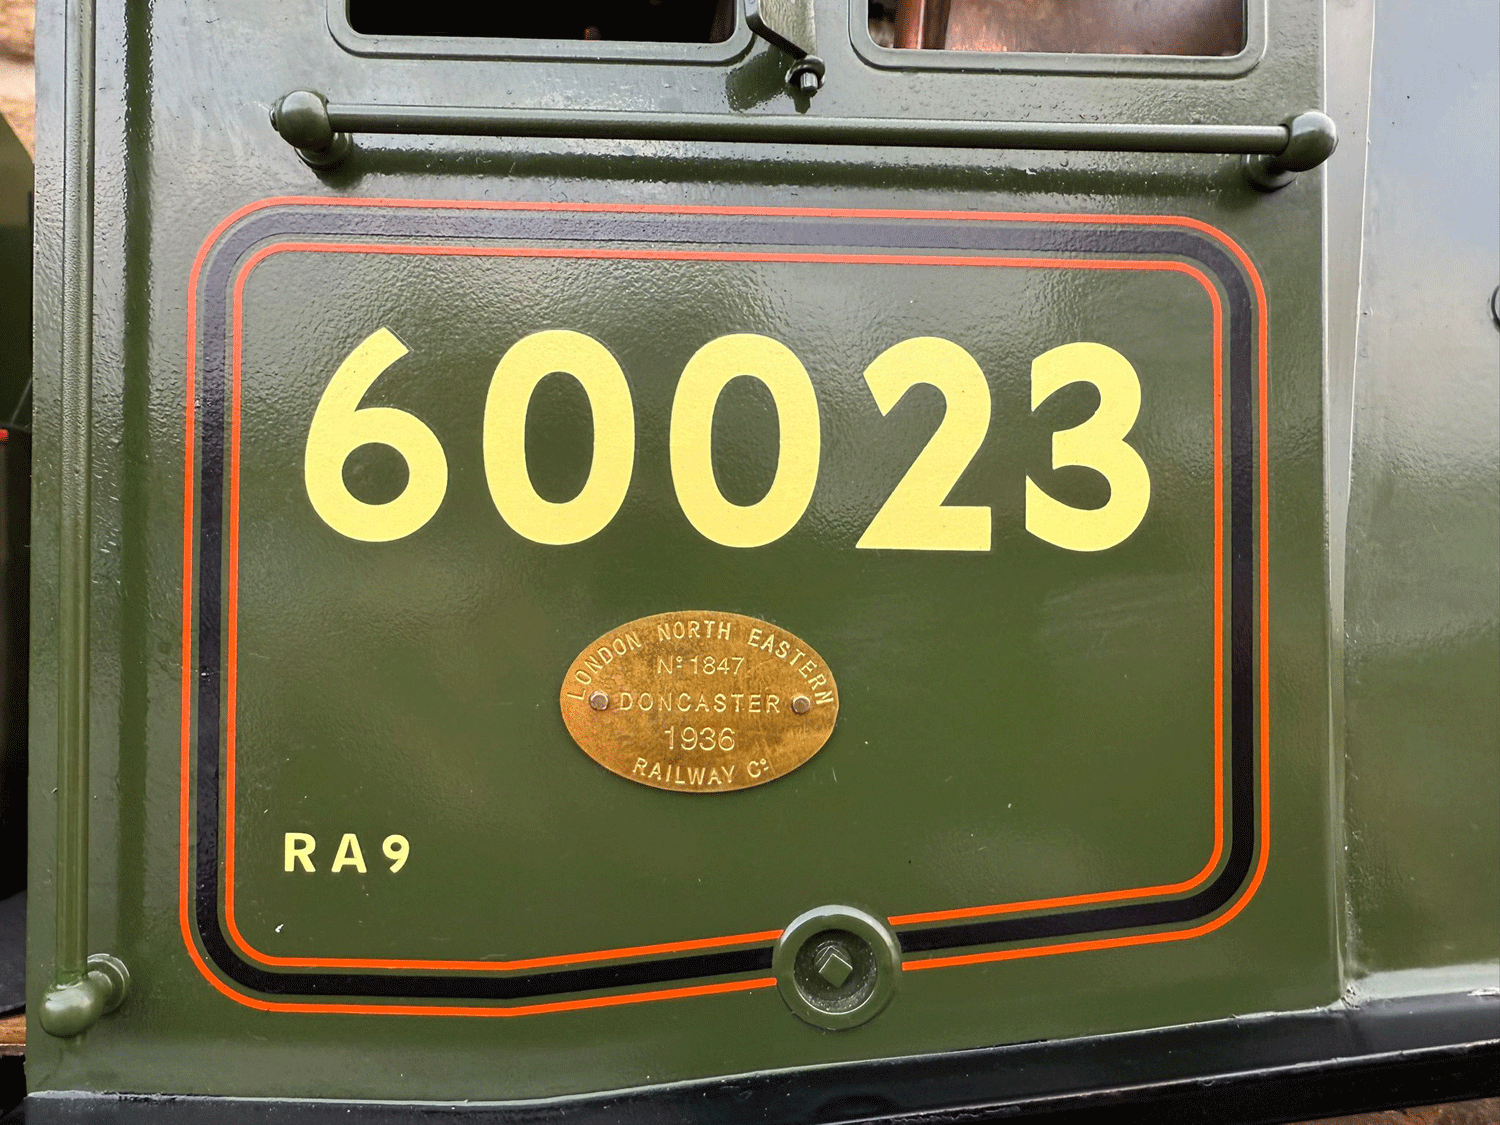 60023
LONDON NORTH EASTERN
Nº 1847
DONCASTER
1936
RAILWAY Cº
RA9